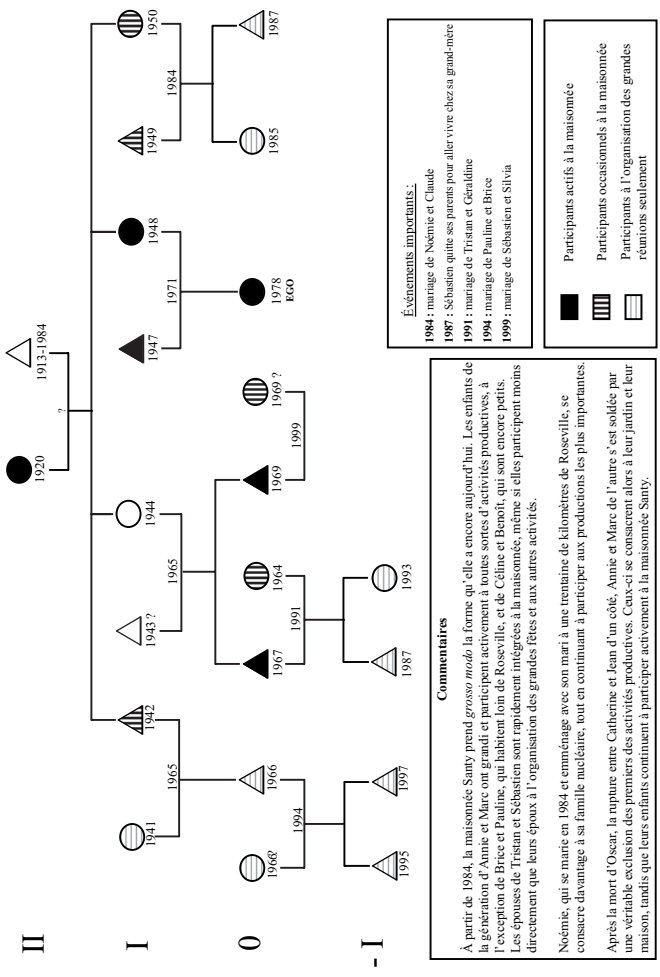 II
1920
?
1913-1984
I
1941
1942
1943 ?
1944
1947
1948
1949
1950
1965
1965
1971
1984
0
1966?
1966
1967
1964
1969
1969 ?
1978
EGO
1985
1987
1994
1991
1999
- I
1995
1997
1987
1993
Commentaires
À partir de 1984, la maisonnée Santy prend grosso modo la forme qu'elle a encore aujourd'hui. Les enfants de
la génération d'Annie et Marc ont grandi et participent activement à toutes sortes d'activités productives, à
l'exception de Brice et Pauline, qui habitent loin de Roseville, et de Céline et Benoît, qui sont encore petits.
Les épouses de Tristan et Sébastien sont rapidement intégrées à la maisonnée, même si elles participent moins
directement que leurs époux à l'organisation des grandes fêtes et aux autres activités.
Noémie, qui se marie en 1984 et emménage avec son mari à une trentaine de kilomètres de Roseville, se
consacre davantage à sa famille nucléaire, tout en continuant à participer aux productions les plus importantes.
Après la mort d'Oscar, la rupture entre Catherine et Jean d'un côté, Annie et Marc de l'autre s'est soldée par
une véritable exclusion des premiers des activités productives. Ceux-ci se consacrent alors à leur jardin et leur
maison, tandis que leurs enfants continuent à participer activement à la maisonnée Santy.
Événements importants :
1984 : mariage de Noémie et Claude
1987 : Sébastien quitte ses parents pour aller vivre chez sa grand-mère
1991 : mariage de Tristan et Géraldine
1994 : mariage de Pauline et Brice
1999 : mariage de Sébastien et Silvia
Participants actifs à la maisonnée
Participants occasionnels à la maisonnée
Participants à l'organisation des grandes
réunions seulement